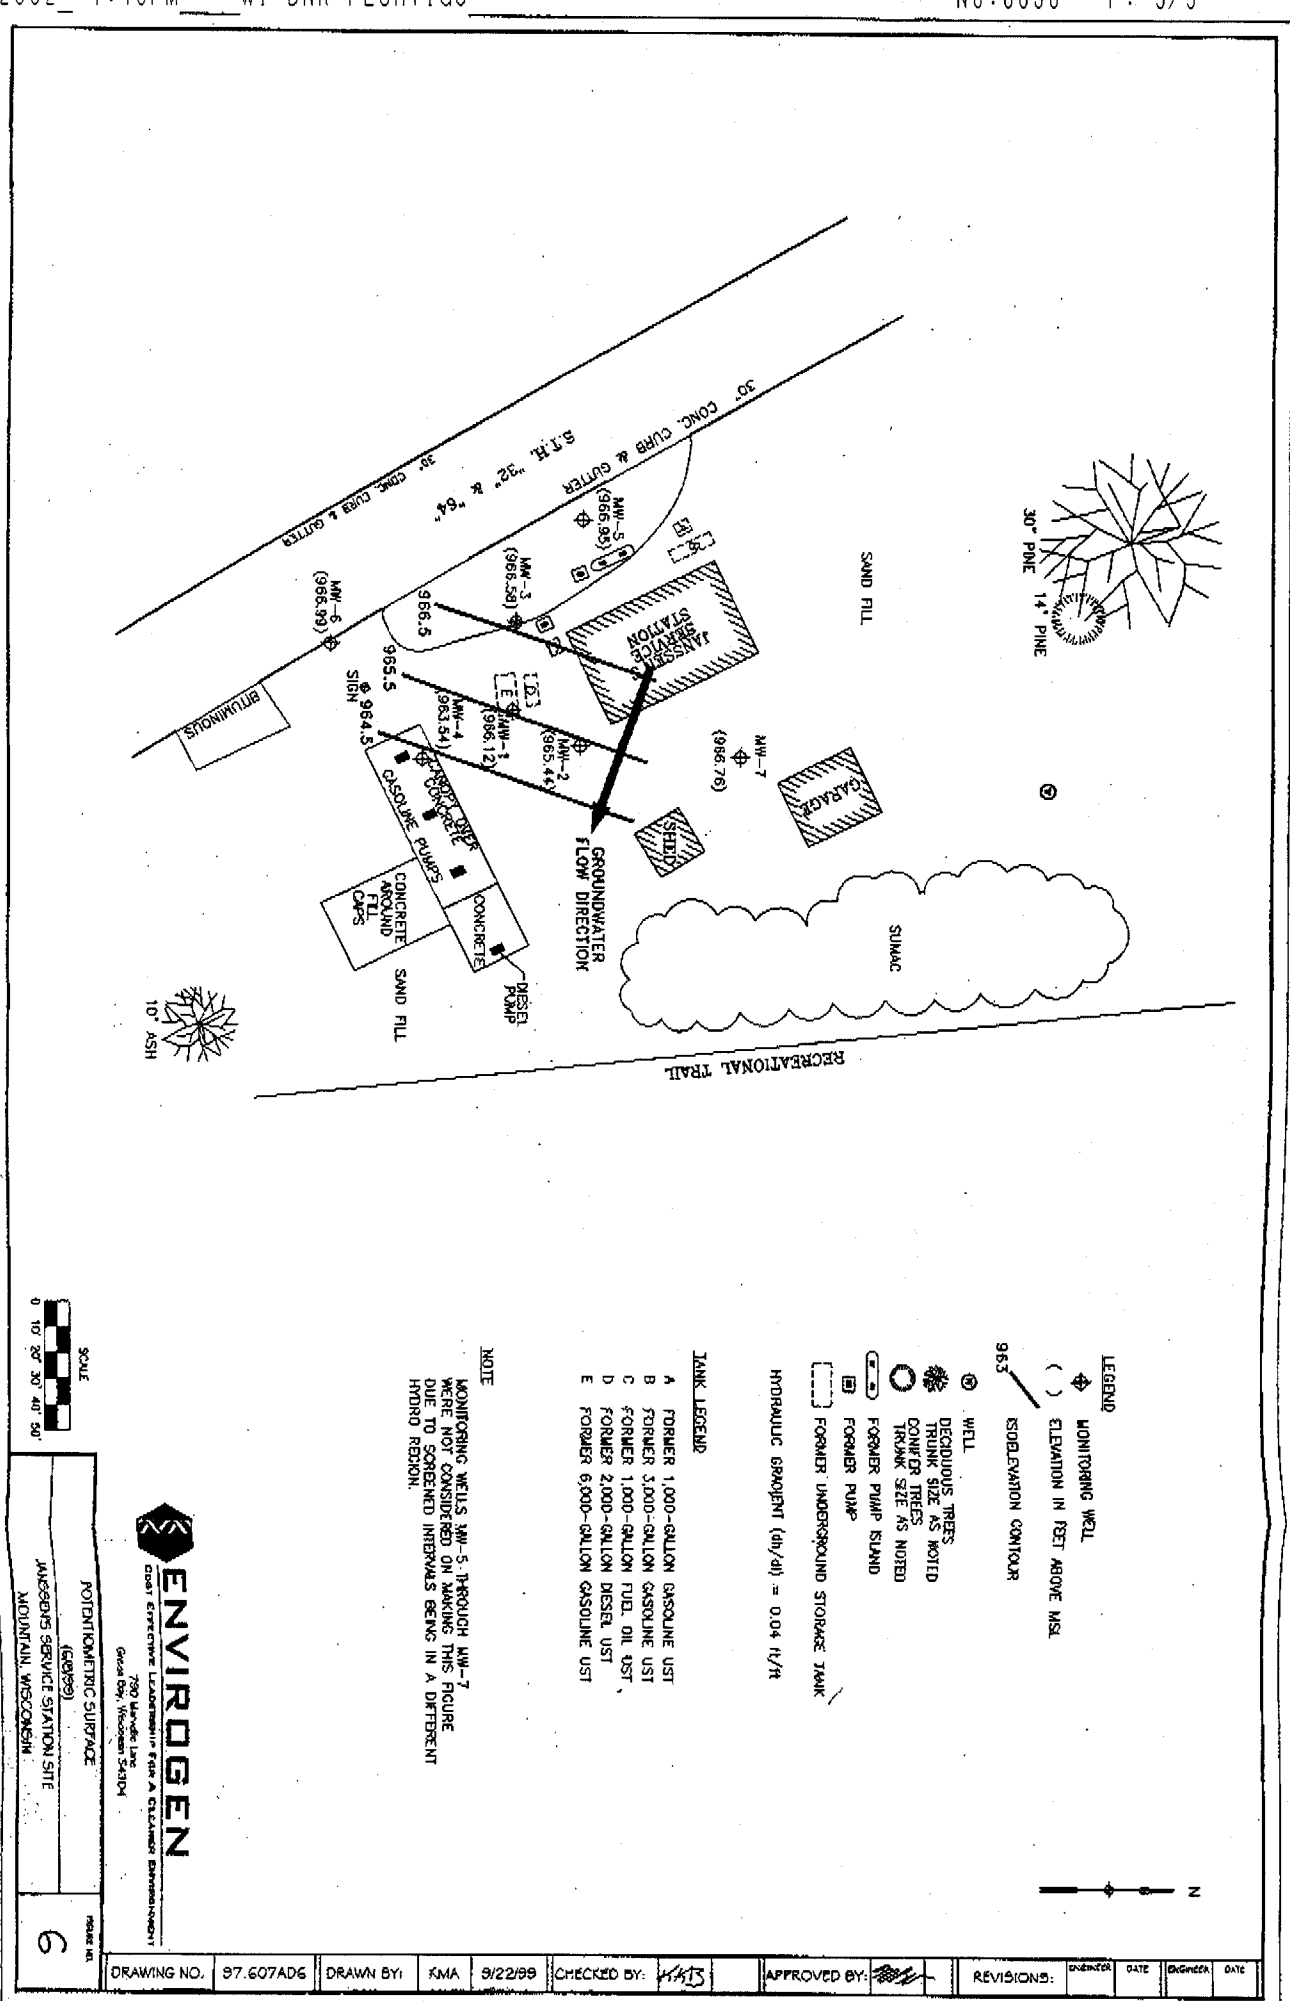 30" PINE
14" PINE
SAND FILL
30" CONC. CURB & GUTTER
S.T.H. "32" & "64"
30" CONC. CURB & GUTTER
MW-5
(966.95)
MW-3
(966.58)
MW-6
(966.99)
966.5
965.5
964.5
SIGN
BITUMINOUS
JANSSEN'S
SERVICE
STATION
D
E
MW-4
(963.54)
MW-1
(966.12)
MW-2
(965.44)
MW-7
(966.76)
GARAGE
SHED
CANOPY OVER
CONCRETE
GASOLINE PUMPS
CONCRETE
AROUND
FILL
CAPS
CONCRETE
DIESEL
PUMP
GROUNDWATER
FLOW DIRECTION
SUMAC
SAND FILL
10" ASH
RECREATIONAL TRAIL
LEGEND
MONITORING WELL
( ) ELEVATION IN FEET ABOVE MSL
963 ISOELEVATION CONTOUR
WELL
DECIDUOUS TREES
TRUNK SIZE AS NOTED
CONIFER TREES
TRUNK SIZE AS NOTED
FORMER PUMP ISLAND
FORMER PUMP
FORMER UNDERGROUND STORAGE TANK
HYDRAULIC GRADIENT (dh/dl) = 0.04 ft/ft
TANK LEGEND
A FORMER 1,000-GALLON GASOLINE UST
B FORMER 3,000-GALLON GASOLINE UST
C FORMER 1,000-GALLON FUEL OIL UST
D FORMER 2,000-GALLON DIESEL UST
E FORMER 6,000-GALLON GASOLINE UST
NOTE
MONITORING WELLS MW-5 THROUGH MW-7
WERE NOT CONSIDERED ON MAKING THIS FIGURE
DUE TO SCREENED INTERVALS BEING IN A DIFFERENT
HYDRO REGION.
SCALE
0 10' 20' 30' 40' 50'
N
ENVIROGEN
COST EFFECTIVE LEADERSHIP FOR A CLEANER ENVIRONMENT
Lane
Green Bay, Wisconsin 54304
POTENTIOMETRIC SURFACE
JANSSENS SERVICE STATION SITE
MOUNTAIN, WISCONSIN
FIGURE NO.
6
DRAWING NO. 97.607AD6 DRAWN BY: KMA 9/22/99 CHECKED BY: KAB APPROVED BY: REVISIONS: ENGINEER DATE ENGINEER DATE